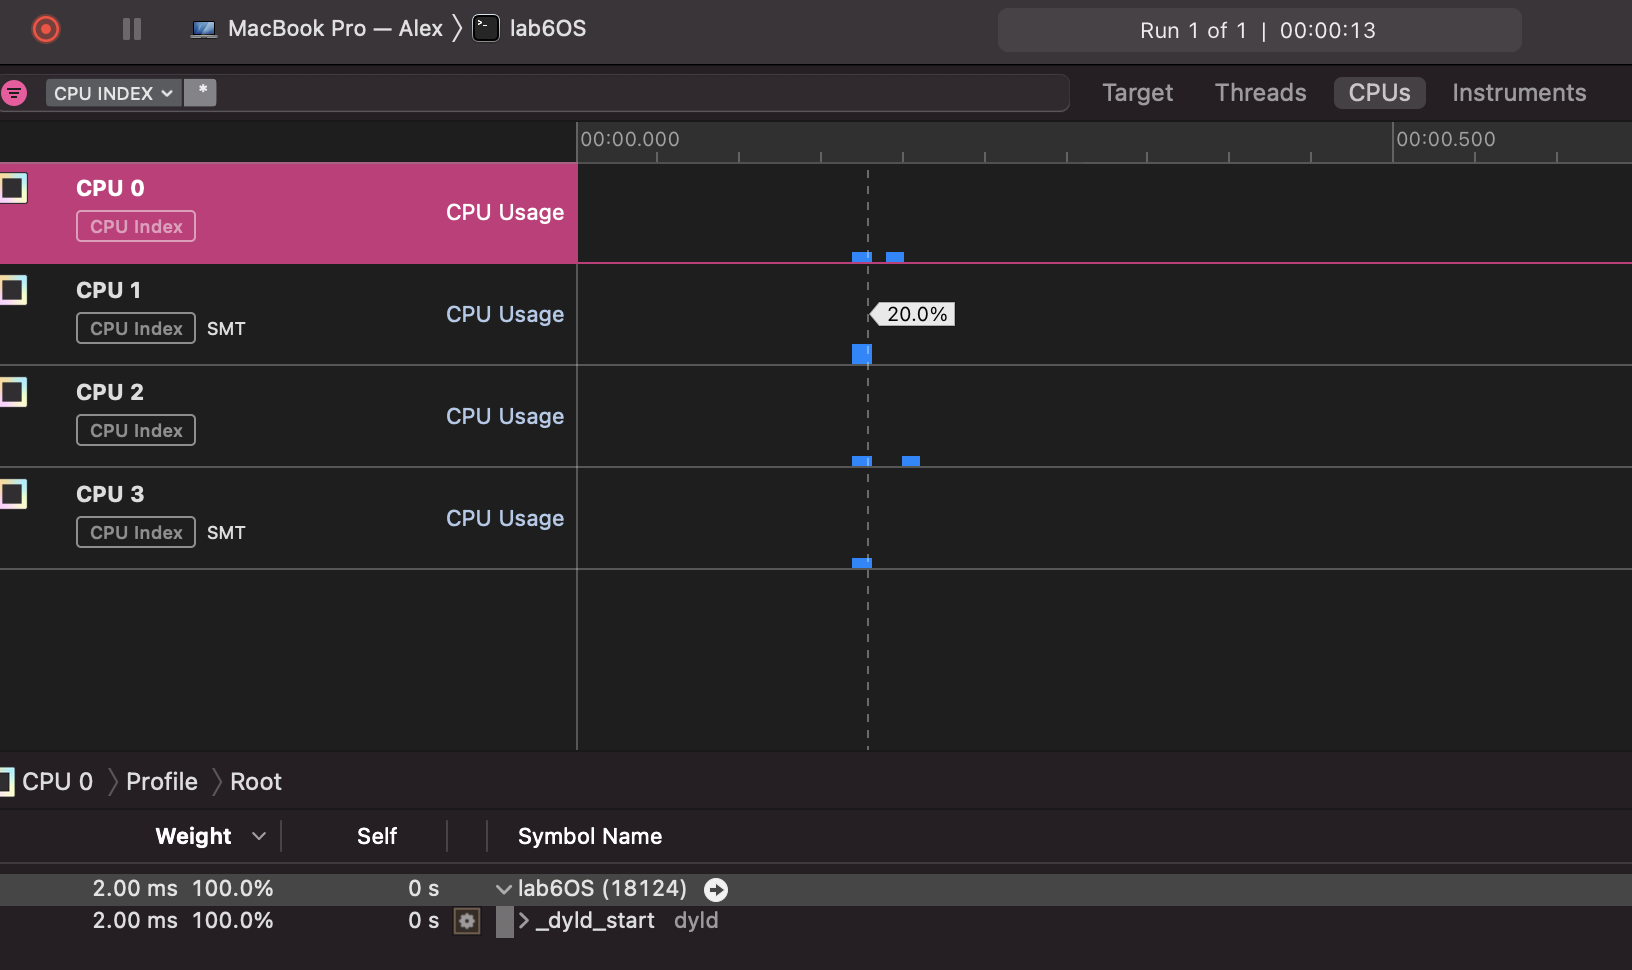 MacBook Pro — Alex lab6OS
Run 1 of 1 | 00:00:13
CPU INDEX *
Target Threads CPUs Instruments
00:00.000 00:00.500
CPU 0
CPU Index
CPU Usage
CPU 1
CPU Index SMT
CPU Usage
20.0%
CPU 2
CPU Index
CPU Usage
CPU 3
CPU Index SMT
CPU Usage
CPU 0 Profile Root
Weight Self Symbol Name
2.00 ms 100.0% 0 s lab6OS (18124)
2.00 ms 100.0% 0 s _dyld_start dyld